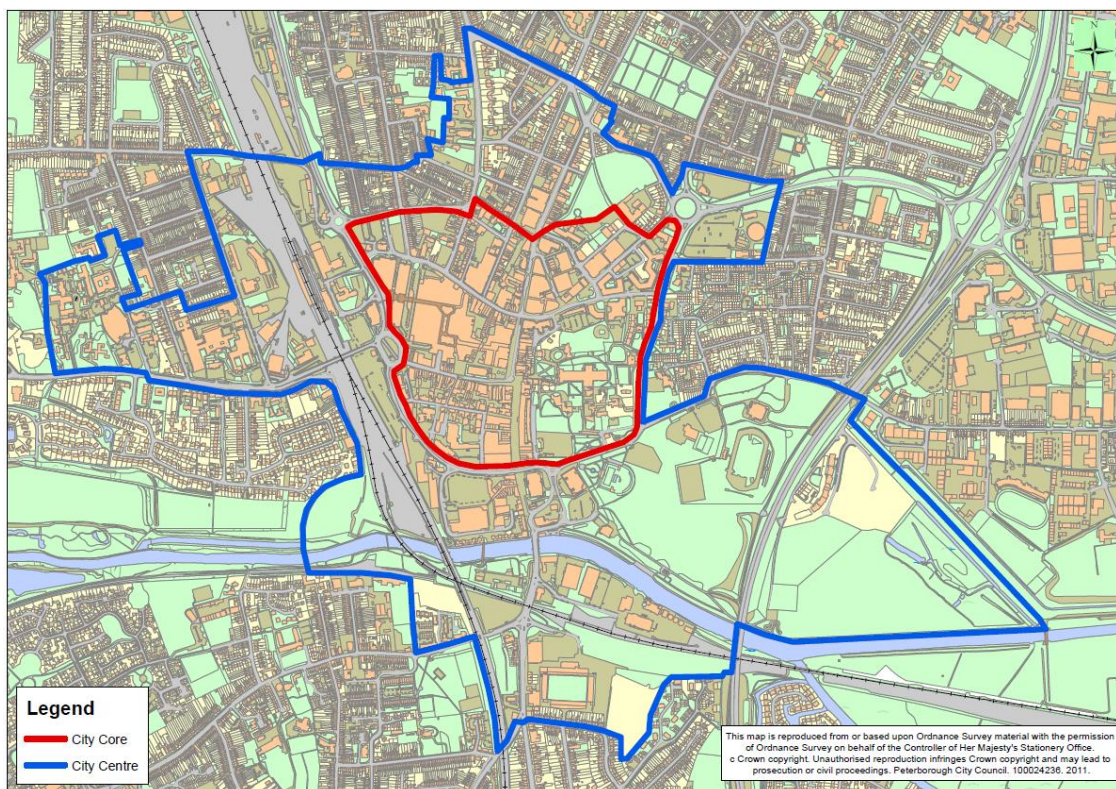 N
Legend
City Core
City Centre
This map is reproduced from or based upon Ordnance Survey material with the permission
of Ordnance Survey on behalf of the Controller of Her Majesty's Stationery Office.
c Crown copyright. Unauthorised reproduction infringes Crown copyright and may lead to
prosecution or civil proceedings. Peterborough City Council. 100024236. 2011.